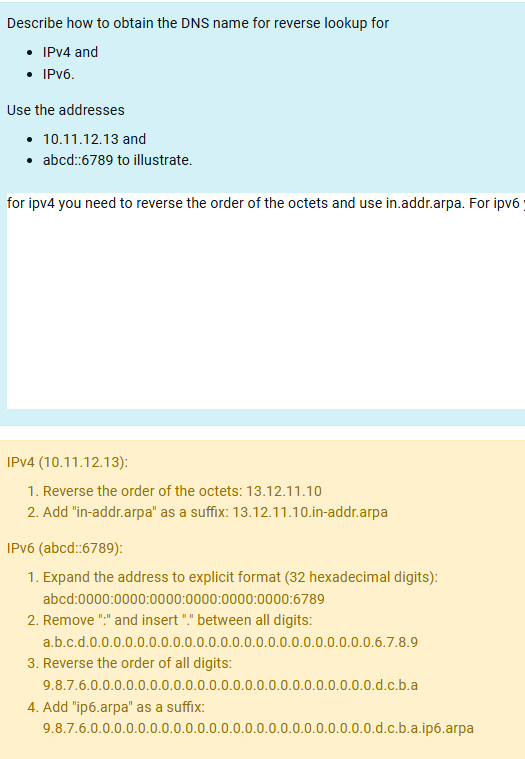 Describe how to obtain the DNS name for reverse lookup for
• IPv4 and
• IPv6.
Use the addresses
• 10.11.12.13 and
• abcd::6789 to illustrate.
for ipv4 you need to reverse the order of the octets and use in.addr.arpa. For ipv6
IPv4 (10.11.12.13):
1. Reverse the order of the octets: 13.12.11.10
2. Add "in-addr.arpa" as a suffix: 13.12.11.10.in-addr.arpa
IPv6 (abcd::6789):
1. Expand the address to explicit format (32 hexadecimal digits):
abcd:0000:0000:0000:0000:0000:0000:6789
2. Remove ":" and insert "." between all digits:
a.b.c.d.0.0.0.0.0.0.0.0.0.0.0.0.0.0.0.0.0.0.0.0.0.0.0.0.6.7.8.9
3. Reverse the order of all digits:
9.8.7.6.0.0.0.0.0.0.0.0.0.0.0.0.0.0.0.0.0.0.0.0.0.0.0.0.d.c.b.a
4. Add "ip6.arpa" as a suffix:
9.8.7.6.0.0.0.0.0.0.0.0.0.0.0.0.0.0.0.0.0.0.0.0.0.0.0.0.d.c.b.a.ip6.arpa